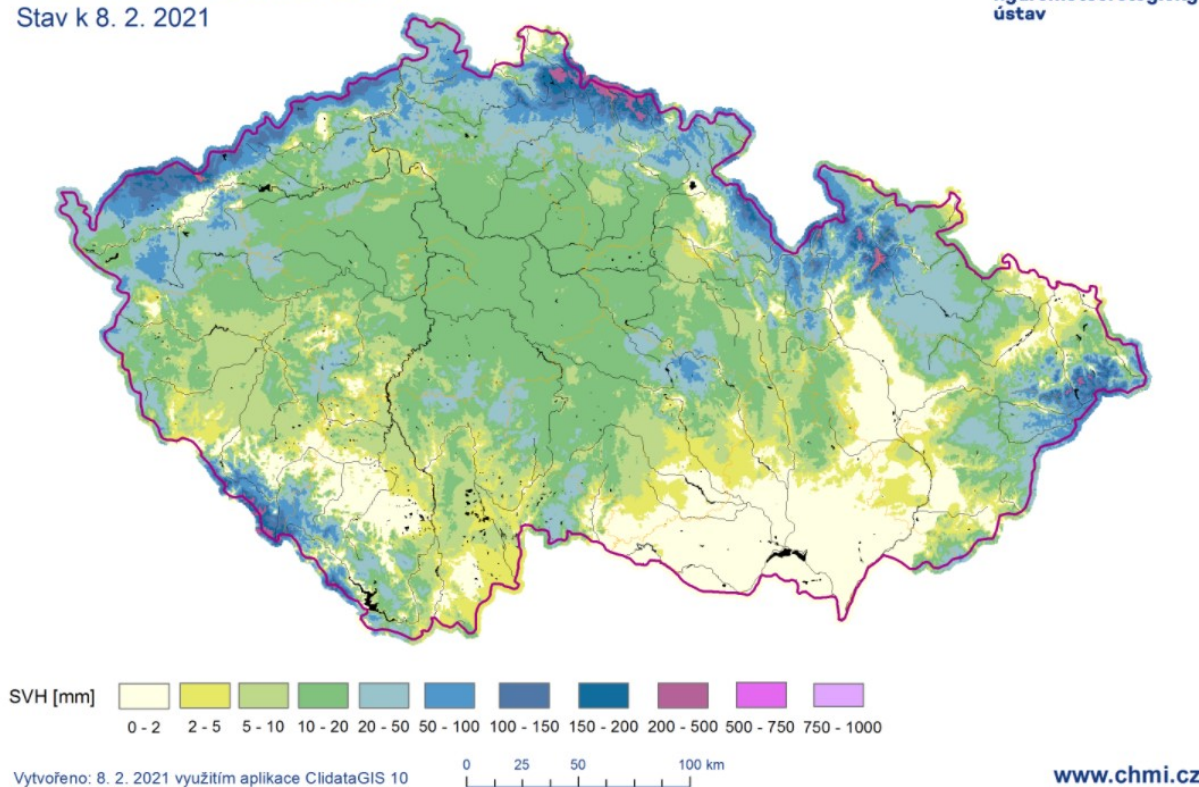 Stav k 8. 2. 2021
ústav
SVH [mm]
0 - 2
2 - 5
5 - 10
10 - 20
20 - 50
50 - 100
100 - 150
150 - 200
200 - 500
500 - 750
750 - 1000
0
25
50
100 km
Vytvořeno: 8. 2. 2021 využitím aplikace ClidataGIS 10
www.chmi.cz